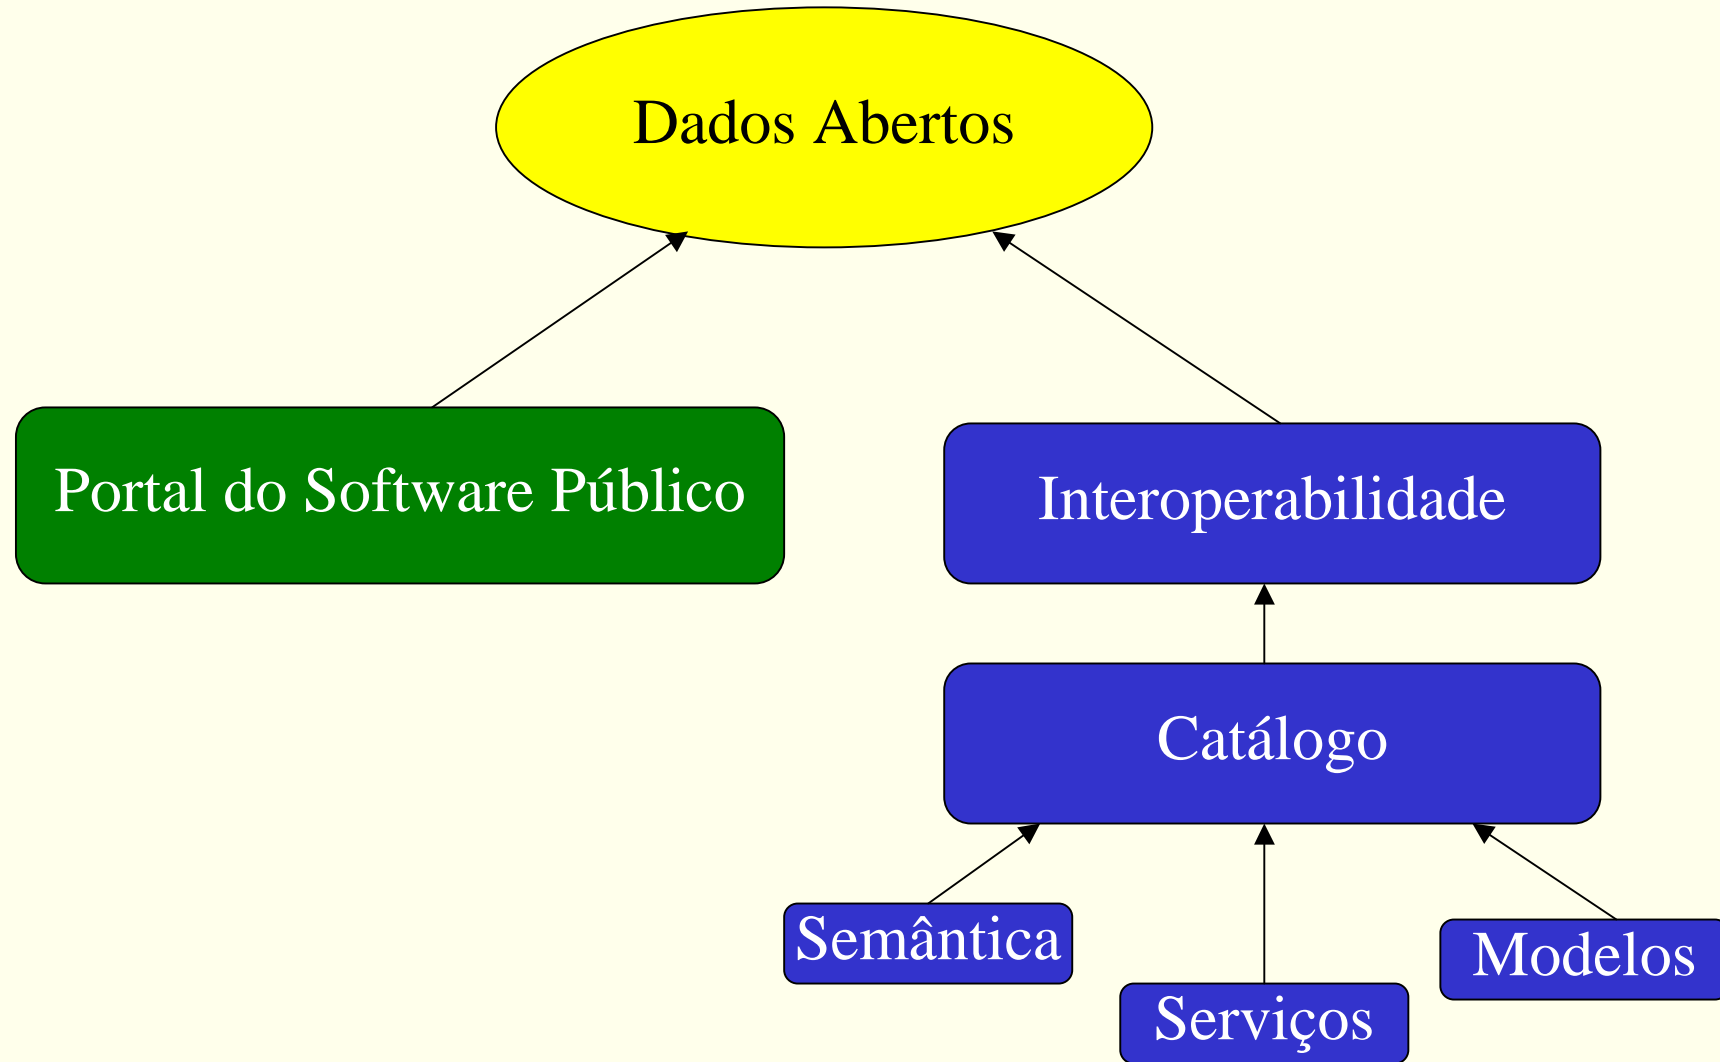 Dados Abertos
Portal do Software Público
Interoperabilidade
Catálogo
Semântica
Modelos
Serviços